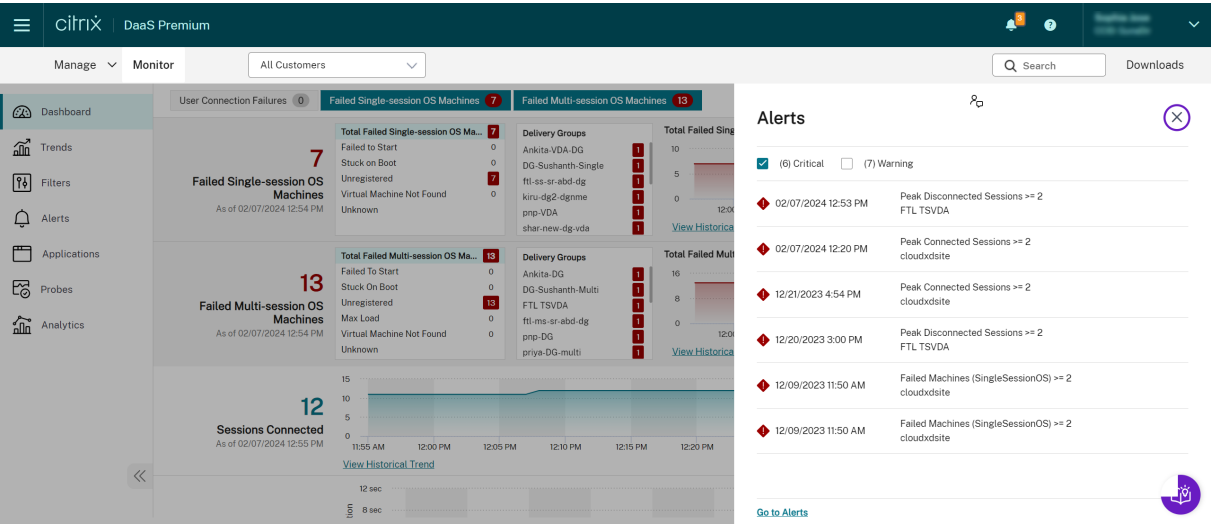 citrix DaaS Premium 3 ?
Manage Monitor All Customers Search Downloads
Dashboard
Trends
Filters
Alerts
Applications
Probes
Analytics
User Connection Failures 0 Failed Single-session OS Machines 7 Failed Multi-session OS Machines 13
7
Failed Single-session OS
Machines
As of 02/07/2024 12:54 PM
Total Failed Single-session OS Ma... 7
Failed to Start 0
Stuck on Boot 0
Unregistered 7
Virtual Machine Not Found 0
Unknown
Delivery Groups
Ankita-VDA-DG 1
DG-Sushanth-Single 1
ftl-ss-sr-abd-dg 1
kiru-dg2-dgnme 1
pnp-VDA 1
shar-new-dg-vda 1
Total Failed Sing
10
5
0
12:00
View Historica
13
Failed Multi-session OS
Machines
As of 02/07/2024 12:54 PM
Total Failed Multi-session OS Ma... 13
Failed To Start 0
Stuck On Boot 0
Unregistered 13
Max Load 0
Virtual Machine Not Found 0
Unknown
Delivery Groups
Ankita-DG 1
DG-Sushanth-Multi 1
FTL TSVDA 1
ftl-ms-sr-abd-dg 1
pnp-DG 1
priya-DG-multi 1
Total Failed Mult
16
8
0
12:00
View Historica
12
Sessions Connected
As of 02/07/2024 12:55 PM
15
10
5
0
11:55 AM 12:00 PM 12:05 PM 12:10 PM 12:15 PM 12:20 PM
View Historical Trend
12 sec
8 sec
Alerts
(6) Critical (7) Warning
02/07/2024 12:53 PM Peak Disconnected Sessions >= 2
FTL TSVDA
02/07/2024 12:20 PM Peak Connected Sessions >= 2
cloudxdsite
12/21/2023 4:54 PM Peak Connected Sessions >= 2
cloudxdsite
12/20/2023 3:00 PM Peak Disconnected Sessions >= 2
FTL TSVDA
12/09/2023 11:50 AM Failed Machines (SingleSessionOS) >= 2
cloudxdsite
12/09/2023 11:50 AM Failed Machines (SingleSessionOS) >= 2
cloudxdsite
Go to Alerts